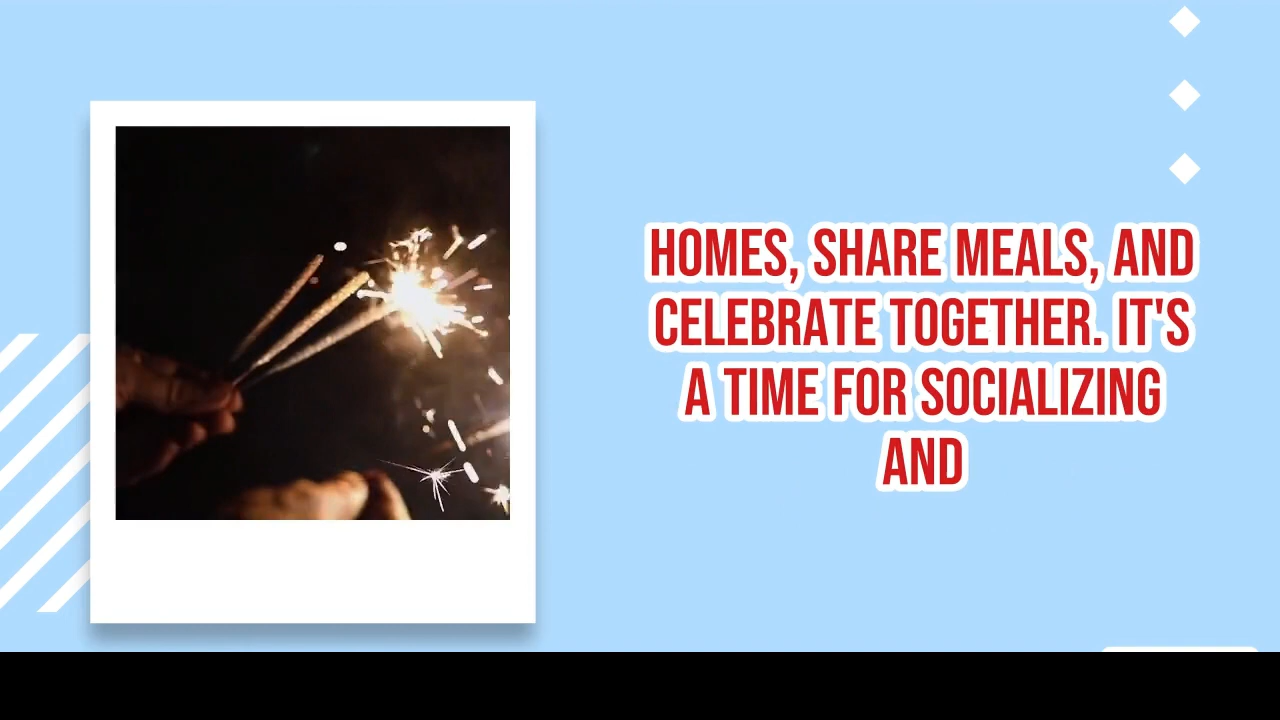 HOMES, SHARE MEALS, AND
CELEBRATE TOGETHER. IT'S
A TIME FOR SOCIALIZING
AND